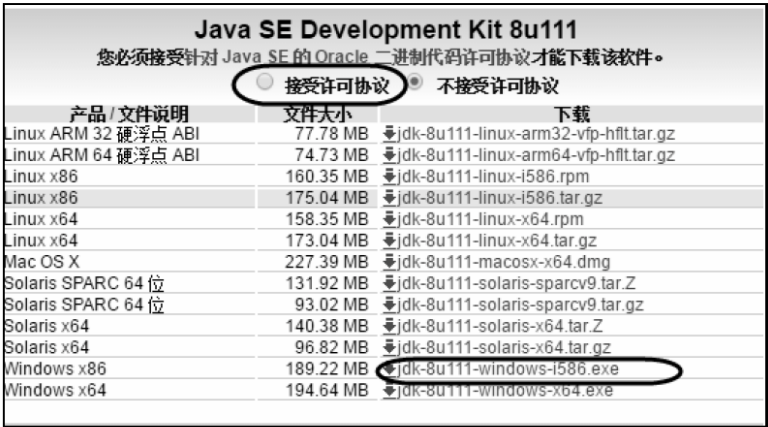 Java SE Development Kit 8u111
您必须接受针对 Java SE 的 Oracle 二进制代码许可协议才能下载该软件。
接受许可协议 不接受许可协议
产品 / 文件说明 文件大小 下载
Linux ARM 32 硬浮点 ABI 77.78 MB jdk-8u111-linux-arm32-vfp-hflt.tar.gz
Linux ARM 64 硬浮点 ABI 74.73 MB jdk-8u111-linux-arm64-vfp-hflt.tar.gz
Linux x86 160.35 MB jdk-8u111-linux-i586.rpm
Linux x86 175.04 MB jdk-8u111-linux-i586.tar.gz
Linux x64 158.35 MB jdk-8u111-linux-x64.rpm
Linux x64 173.04 MB jdk-8u111-linux-x64.tar.gz
Mac OS X 227.39 MB jdk-8u111-macosx-x64.dmg
Solaris SPARC 64 位 131.92 MB jdk-8u111-solaris-sparcv9.tar.Z
Solaris SPARC 64 位 93.02 MB jdk-8u111-solaris-sparcv9.tar.gz
Solaris x64 140.38 MB jdk-8u111-solaris-x64.tar.Z
Solaris x64 96.82 MB jdk-8u111-solaris-x64.tar.gz
Windows x86 189.22 MB jdk-8u111-windows-i586.exe
Windows x64 194.64 MB jdk-8u111-windows-x64.exe